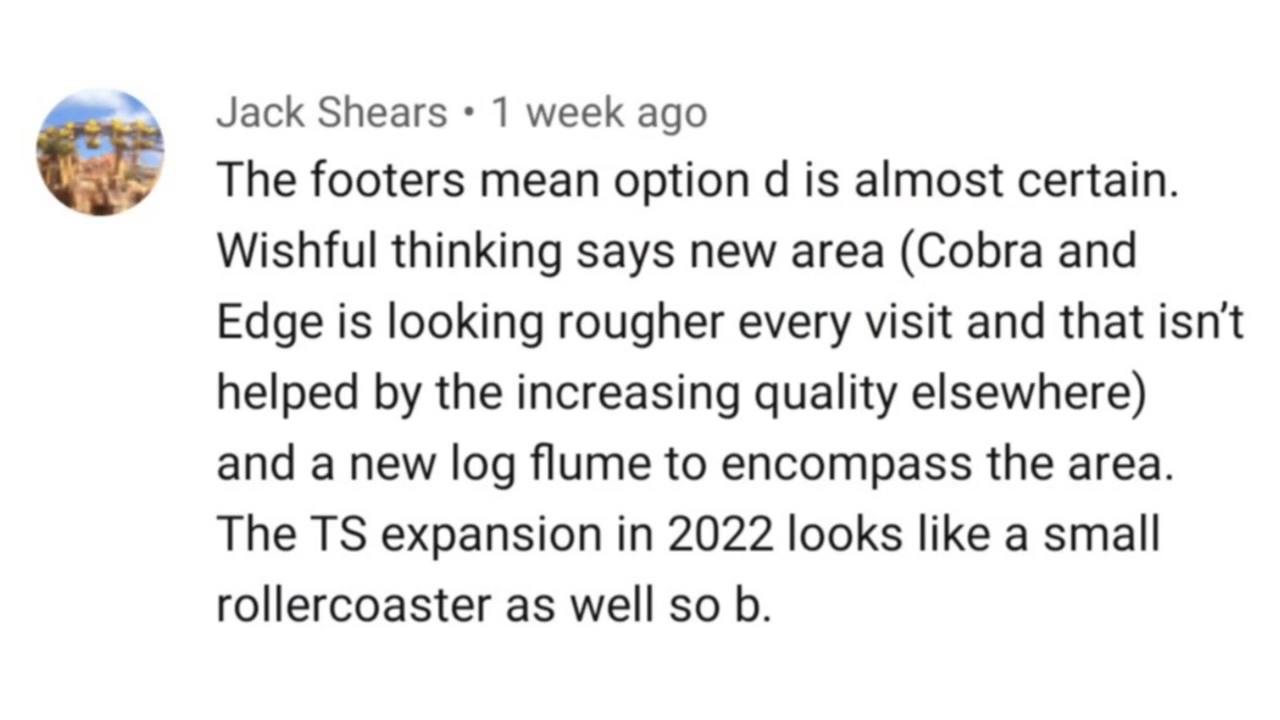 Jack Shears • 1 week ago
The footers mean option d is almost certain.
Wishful thinking says new area (Cobra and
Edge is looking rougher every visit and that isn’t
helped by the increasing quality elsewhere)
and a new log flume to encompass the area.
The TS expansion in 2022 looks like a small
rollercoaster as well so b.